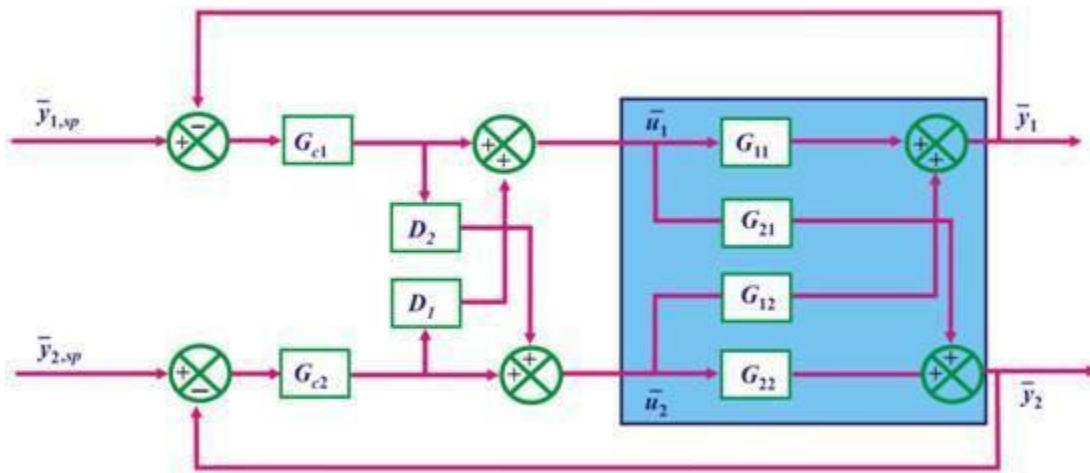 ȳ1,sp
+ −
Gc1
+ +
ū1
G11
+ +
ȳ1
D2
G21
D1
G12
ȳ2,sp
+ −
Gc2
+ +
ū2
G22
+ +
ȳ2